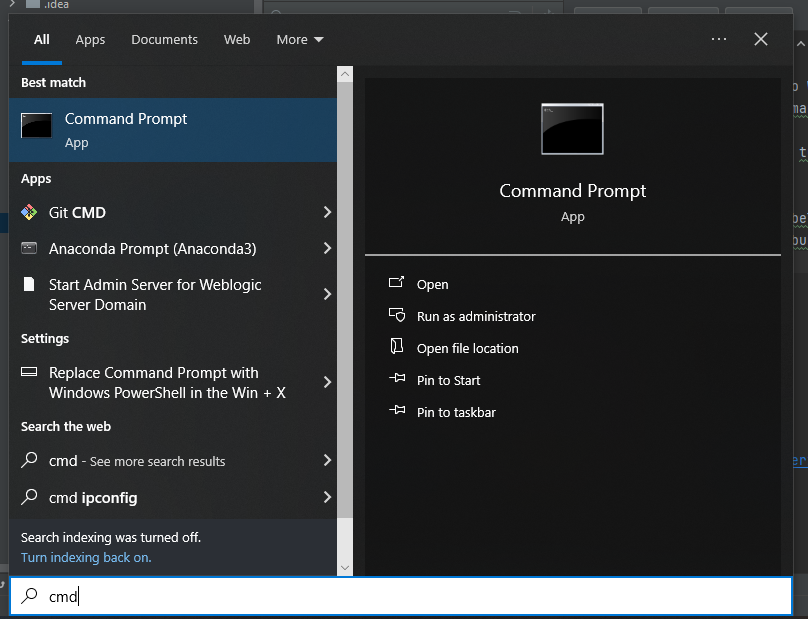 .idea
All Apps Documents Web More
Best match
Command Prompt
App
Apps
Git CMD
Anaconda Prompt (Anaconda3)
Start Admin Server for Weblogic
Server Domain
Settings
Replace Command Prompt with
Windows PowerShell in the Win + X
Search the web
cmd - See more search results
cmd ipconfig
Search indexing was turned off.
Turn indexing back on.
cmd
Command Prompt
App
Open
Run as administrator
Open file location
Pin to Start
Pin to taskbar